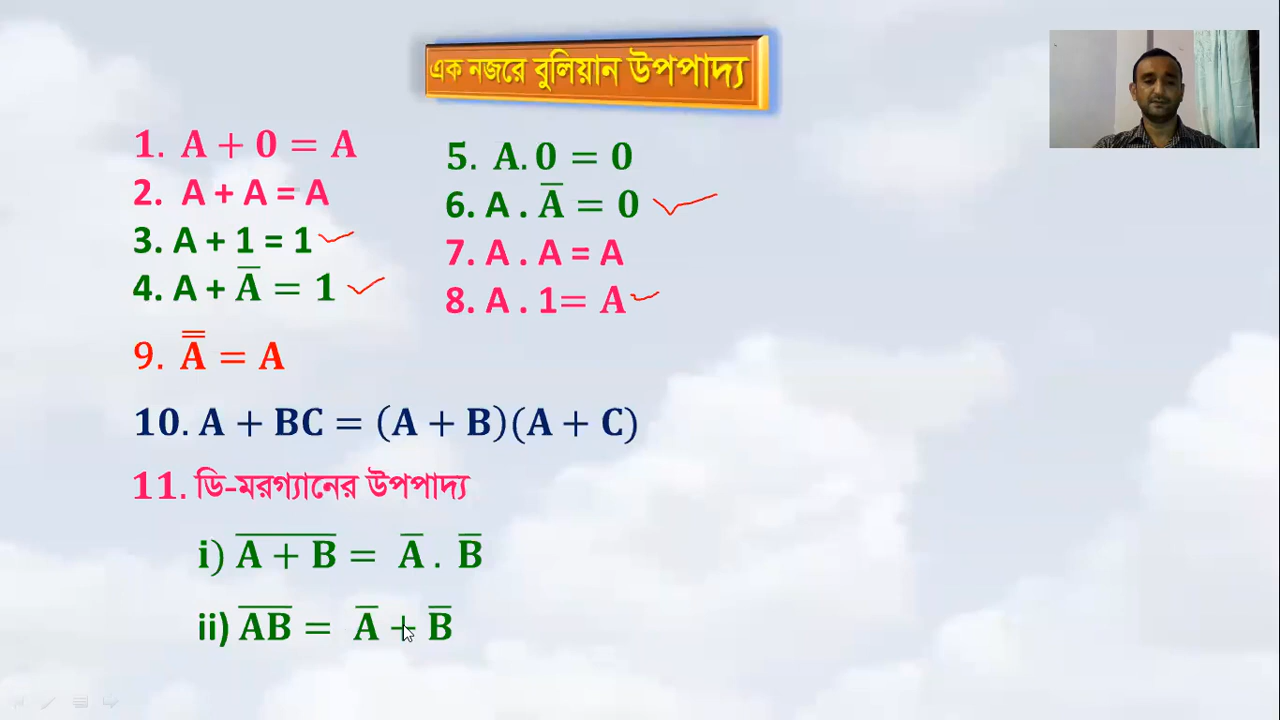 এক নজরে বুলিয়ান উপপাদ্য
1. A + 0 = A
2. A + A = A
3. A + 1 = 1
4. A + A̅ = 1
5. A. 0 = 0
6. A . A̅ = 0
7. A . A = A
8. A . 1= A
9. A̿ = A
10. A + BC = (A + B)(A + C)
11. ডি-মরগ্যানের উপপাদ্য
i) A̅ ̅+̅ ̅B̅ = A̅ . B̅
ii) A̅B̅ = A̅ + B̅